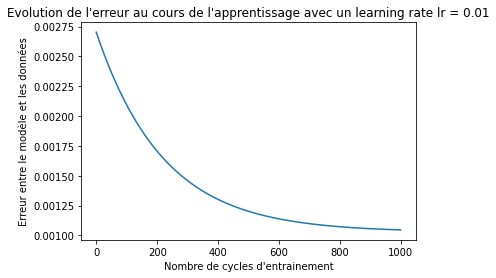 Evolution de l'erreur au cours de l'apprentissage avec un learning rate lr = 0.01
Erreur entre le modèle et les données
0.00275
0.00250
0.00225
0.00200
0.00175
0.00150
0.00125
0.00100
0 200 400 600 800 1000
Nombre de cycles d'entrainement